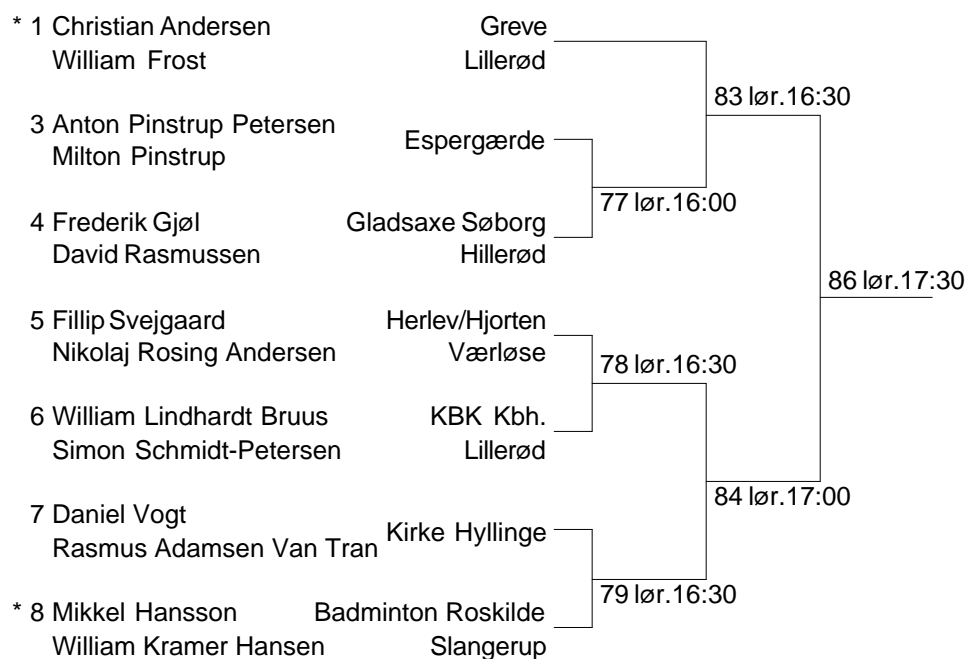 * 1 Christian Andersen Greve
William Frost Lillerød
83 lør.16:30
3 Anton Pinstrup Petersen
Milton Pinstrup
Espergærde
77 lør.16:00
4 Frederik Gjøl Gladsaxe Søborg
David Rasmussen Hillerød
86 lør.17:30
5 Fillip Svejgaard Herlev/Hjorten
Nikolaj Rosing Andersen Værløse
78 lør.16:30
6 William Lindhardt Bruus KBK Kbh.
Simon Schmidt-Petersen Lillerød
84 lør.17:00
7 Daniel Vogt
Rasmus Adamsen Van Tran
Kirke Hyllinge
79 lør.16:30
* 8 Mikkel Hansson Badminton Roskilde
William Kramer Hansen Slangerup